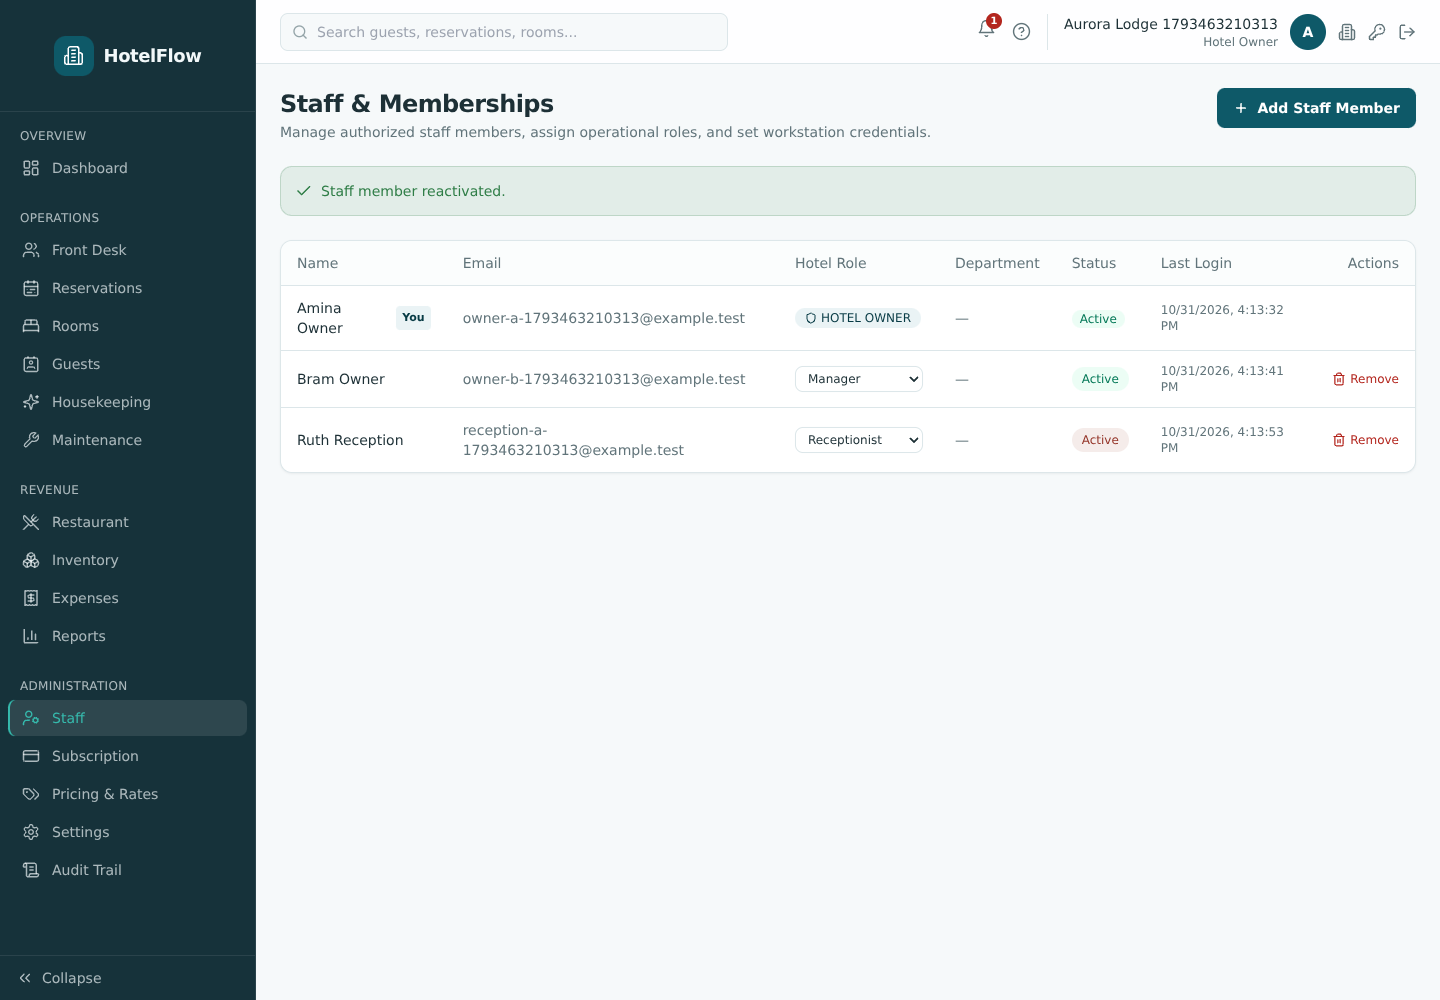 HotelFlow
OVERVIEW
Dashboard
OPERATIONS
Front Desk
Reservations
Rooms
Guests
Housekeeping
Maintenance
REVENUE
Restaurant
Inventory
Expenses
Reports
ADMINISTRATION
Staff
Subscription
Pricing & Rates
Settings
Audit Trail
Collapse
Search guests, reservations, rooms...
1
Aurora Lodge 1793463210313
Hotel Owner
A
Staff & Memberships
Manage authorized staff members, assign operational roles, and set workstation credentials.
Add Staff Member
Staff member reactivated.
Name Email Hotel Role Department Status Last Login Actions
Amina Owner You owner-a-1793463210313@example.test HOTEL OWNER — Active 10/31/2026, 4:13:32 PM
Bram Owner owner-b-1793463210313@example.test Manager — Active 10/31/2026, 4:13:41 PM Remove
Ruth Reception reception-a-1793463210313@example.test Receptionist — Active 10/31/2026, 4:13:53 PM Remove